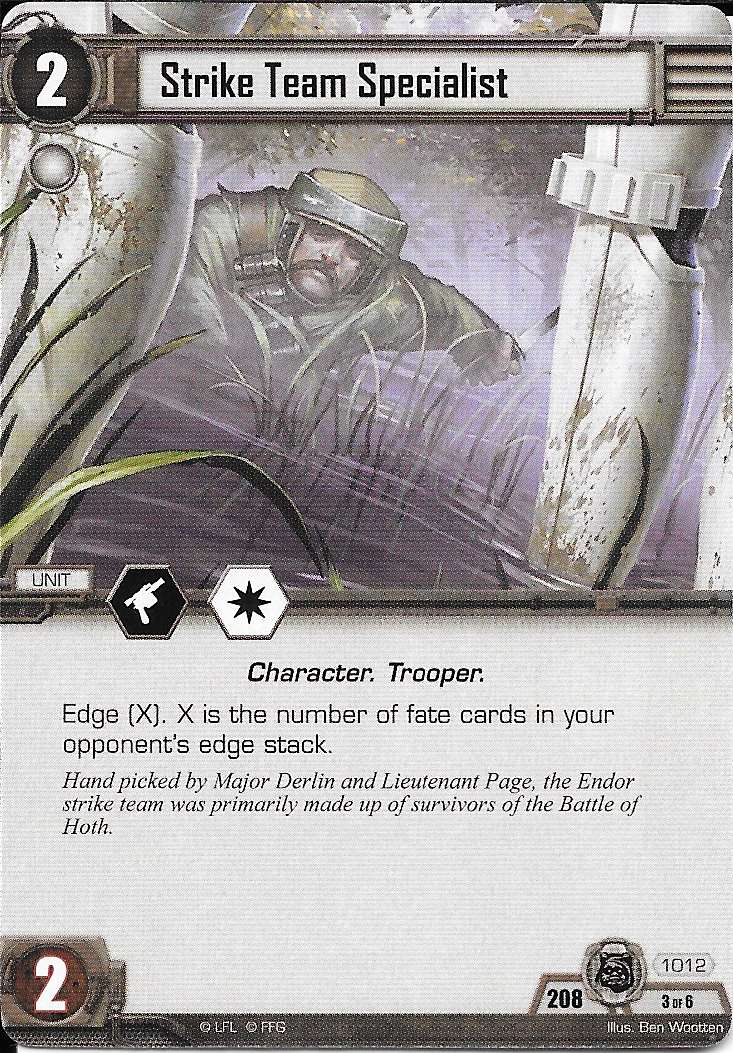 2
Strike Team Specialist
UNIT
Character. Trooper.
Edge (X). X is the number of fate cards in your
opponent's edge stack.
Hand picked by Major Derlin and Lieutenant Page, the Endor
strike team was primarily made up of survivors of the Battle of
Hoth.
2
1012
208
3 OF 6
© LFL © FFG
Illus. Ben Wootten